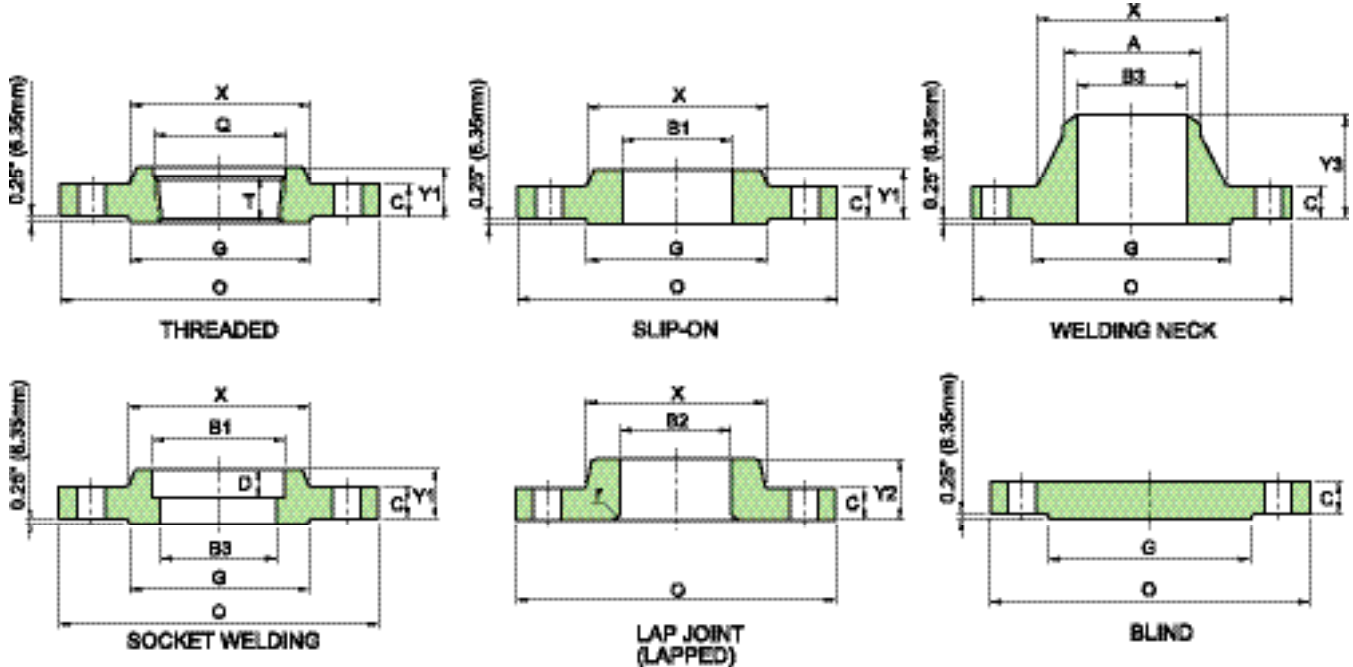 X
Q
0.25" (6.35mm)
T
C
Y1
G
O
THREADED
X
B1
0.25" (6.35mm)
C
Y1
G
O
SLIP-ON
X
A
B3
0.25" (6.35mm)
C
Y3
G
O
WELDING NECK
X
B1
0.25" (6.35mm)
D
C
Y1
B3
G
O
SOCKET WELDING
X
B2
r
C
Y2
O
LAP JOINT
(LAPPED)
0.25" (6.35mm)
C
G
O
BLIND